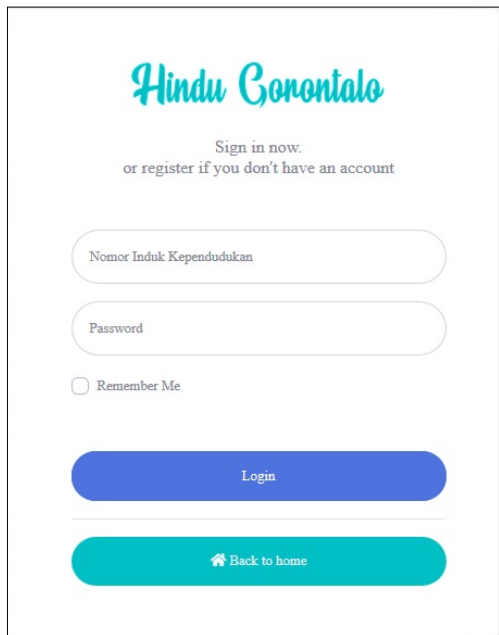 Hindu Gorontalo
Sign in now.
or register if you don't have an account
Nomor Induk Kependudukan
Password
Remember Me
Login
Back to home